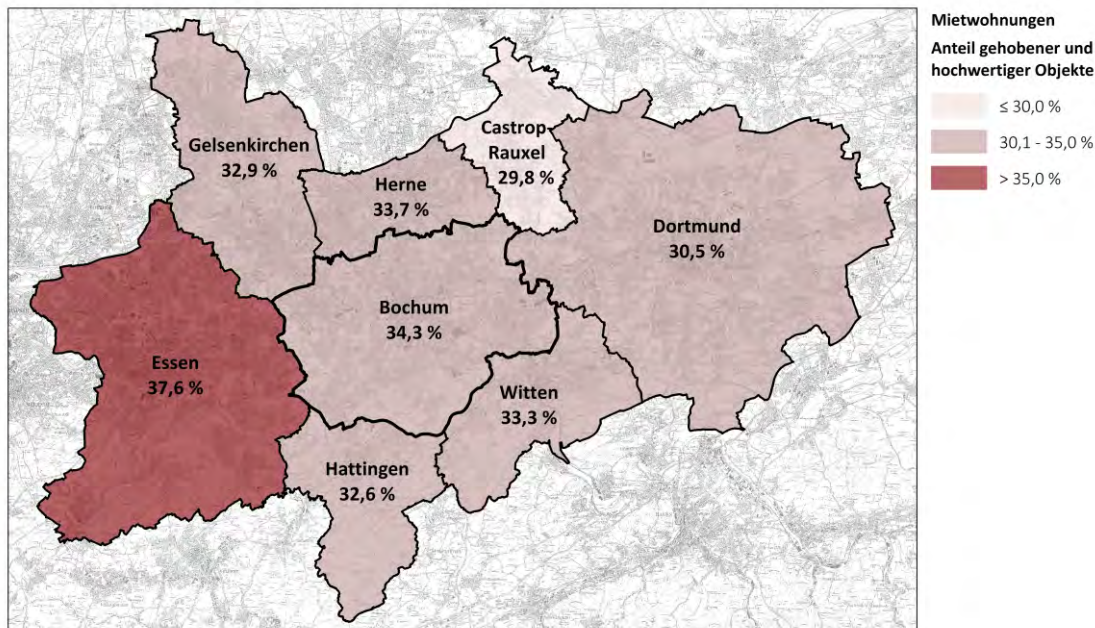 Mietwohnungen
Anteil gehobener und
hochwertiger Objekte
≤ 30,0 %
30,1 - 35,0 %
> 35,0 %
Gelsenkirchen
32,9 %
Castrop-
Rauxel
29,8 %
Herne
33,7 %
Dortmund
30,5 %
Bochum
34,3 %
Essen
37,6 %
Witten
33,3 %
Hattingen
32,6 %